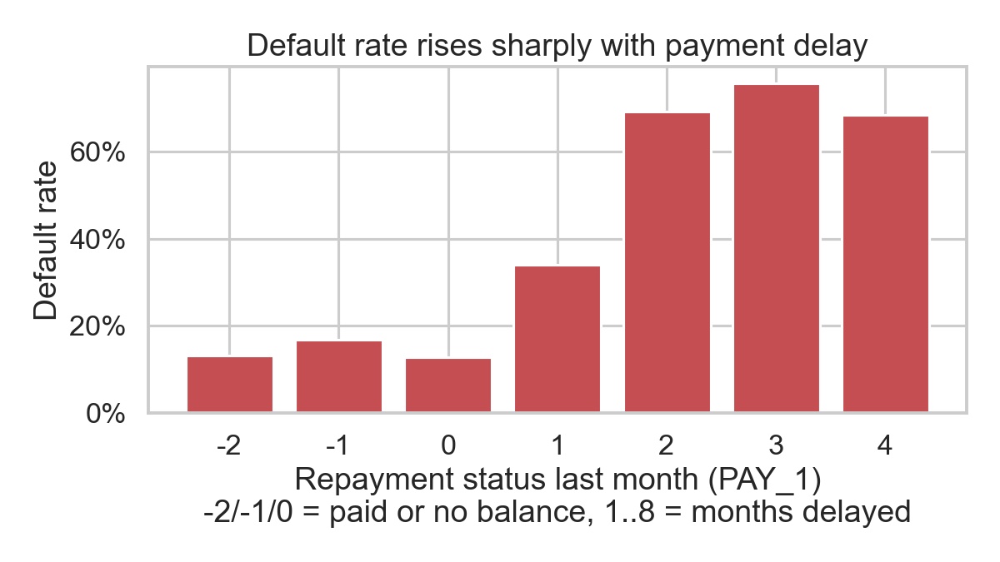 Default rate rises sharply with payment delay
Default rate
60%
40%
20%
0%
-2 -1 0 1 2 3 4
Repayment status last month (PAY_1)
-2/-1/0 = paid or no balance, 1..8 = months delayed